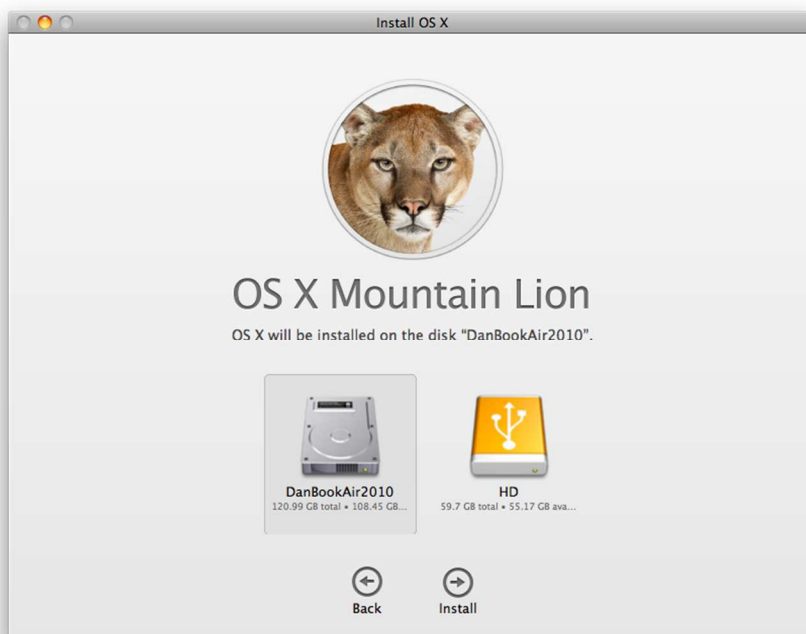 Install OS X
OS X Mountain Lion
OS X will be installed on the disk “DanBookAir2010”.
DanBookAir2010
120.99 GB total • 108.45 GB...
HD
59.7 GB total • 55.17 GB ava...
Back
Install